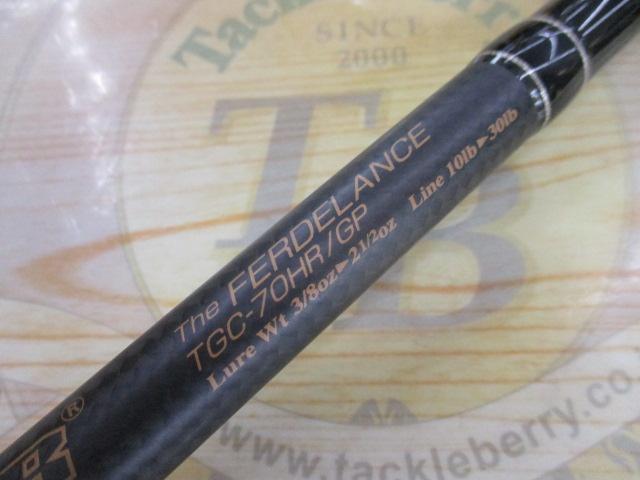 Tackleberry
SINCE
2000
TB
The FERDELANCE
TGC-70HR/GP
Lure Wt 3/8oz▶2 1/2oz Line 10lb▶30lb
®
www.tackleberry.co.